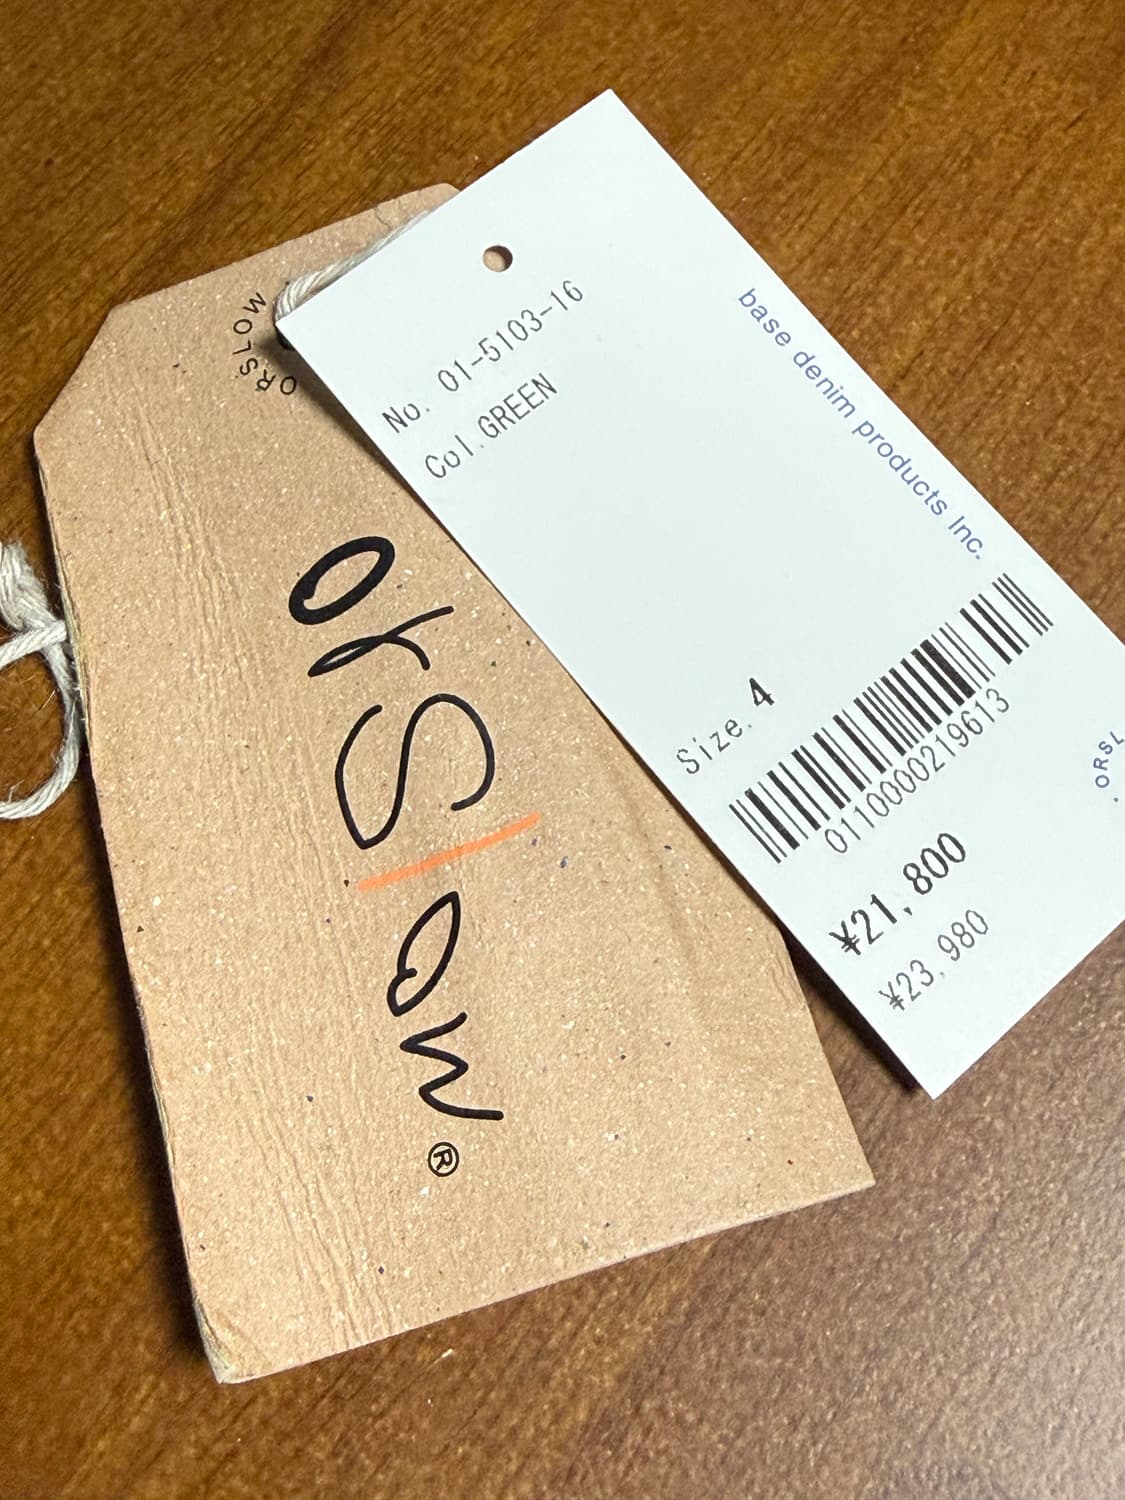 ORSLOW
ORS
orslow®
No. 01-5103-16
Col.GREEN
base denim products Inc.
Size.4
0110000219613
¥21,800
¥23,980
. ORSL